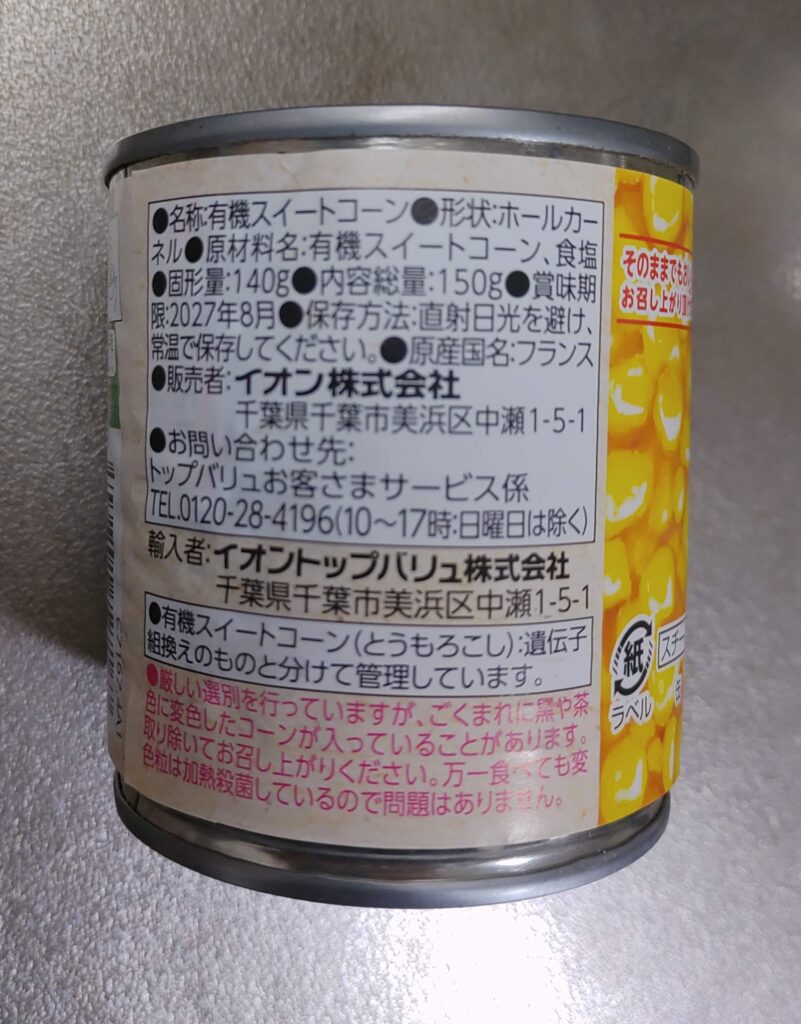 ●名称:有機スイートコーン●形状:ホールカー
ネル●原材料名:有機スイートコーン、食塩
●固形量:140g●内容総量:150g●賞味期
限:2027年8月●保存方法:直射日光を避け、
常温で保存してください。●原産国名:フランス
●販売者:イオン株式会社
千葉県千葉市美浜区中瀬1-5-1
●お問い合わせ先:
トップバリュお客さまサービス係
TEL.0120-28-4196(10〜17時:日曜日は除く)
輸入者:イオントップバリュ株式会社
千葉県千葉市美浜区中瀬1-5-1
●有機スイートコーン(とうもろこし):遺伝子
組換えのものと分けて管理しています。
●厳しい選別を行っていますが、ごくまれに黒や茶
色に変色したコーンが入っていることがあります。
取り除いてお召し上がりください。万一食べても変
色粒は加熱殺菌しているので問題はありません。
そのままでもおい
お召し上がり
紙
ラベル
スチー
缶